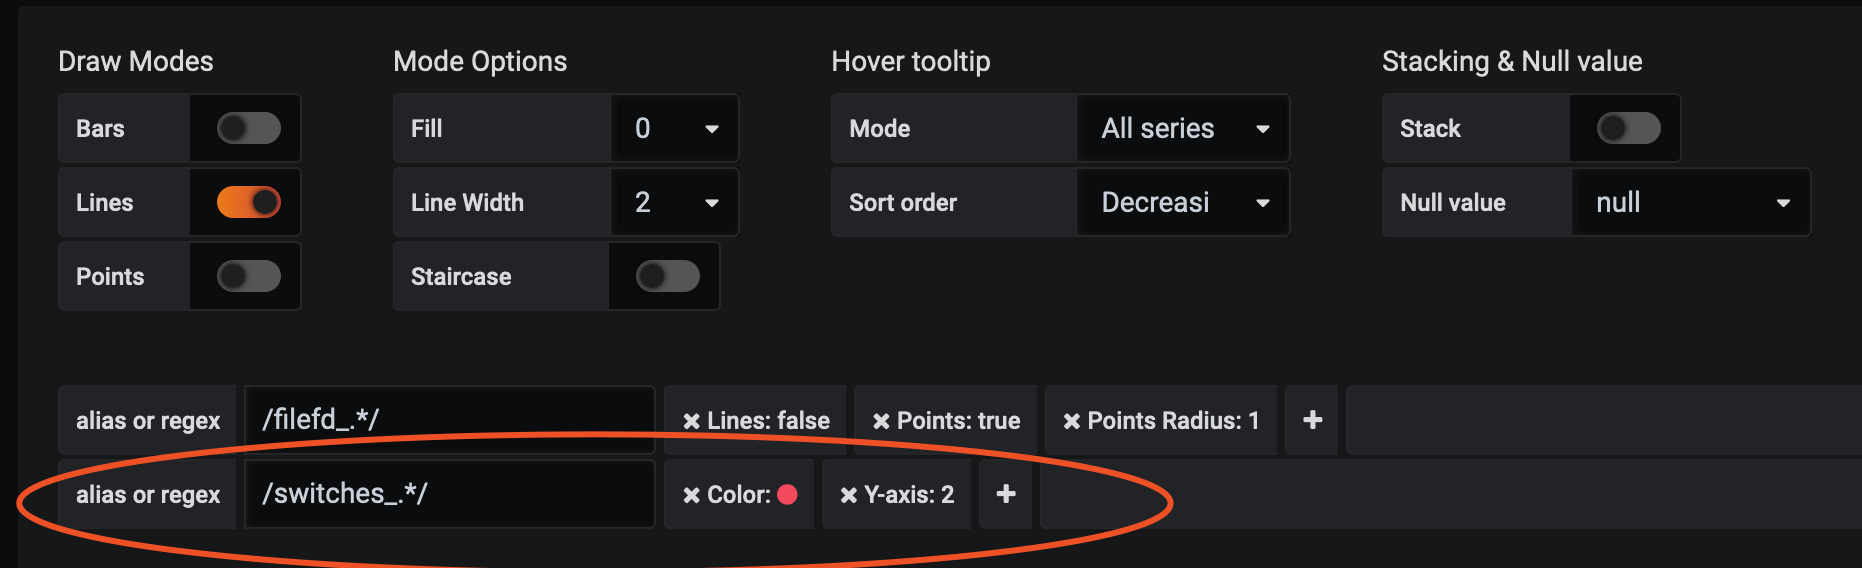 Draw Modes Mode Options Hover tooltip Stacking & Null value
Bars Fill 0 Mode All series Stack
Lines Line Width 2 Sort order Decreasi Null value null
Points Staircase
alias or regex /filefd_.*/ × Lines: false × Points: true × Points Radius: 1 +
alias or regex /switches_.*/ × Color: × Y-axis: 2 +